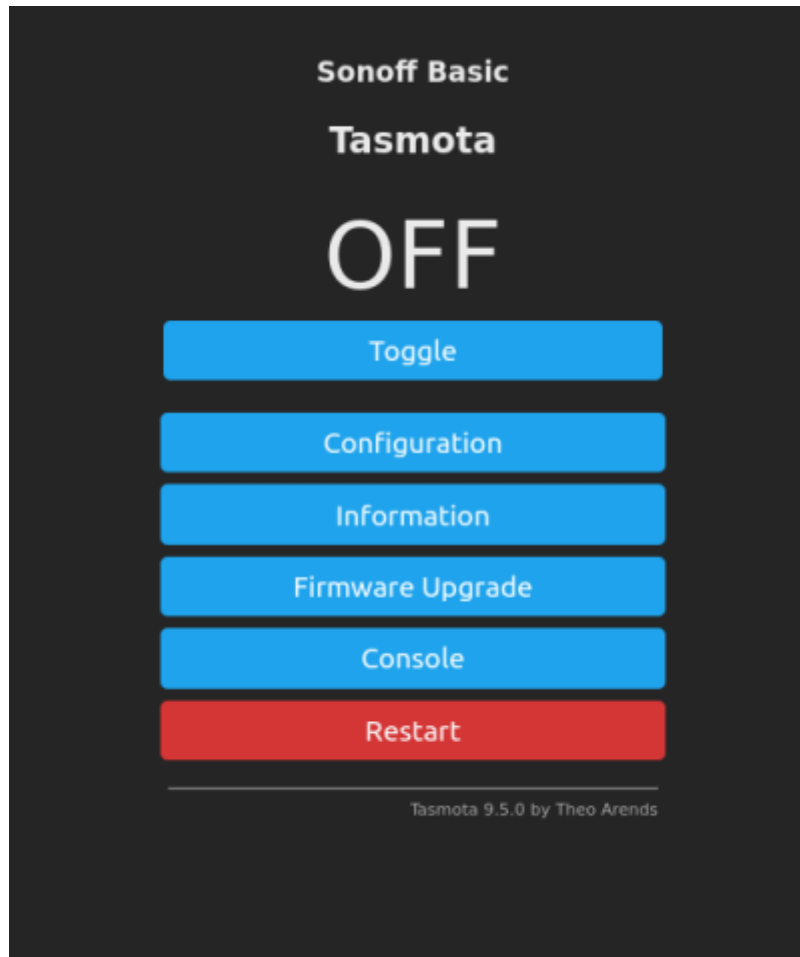 Sonoff Basic
Tasmota
OFF
Toggle
Configuration
Information
Firmware Upgrade
Console
Restart
Tasmota 9.5.0 by Theo Arends